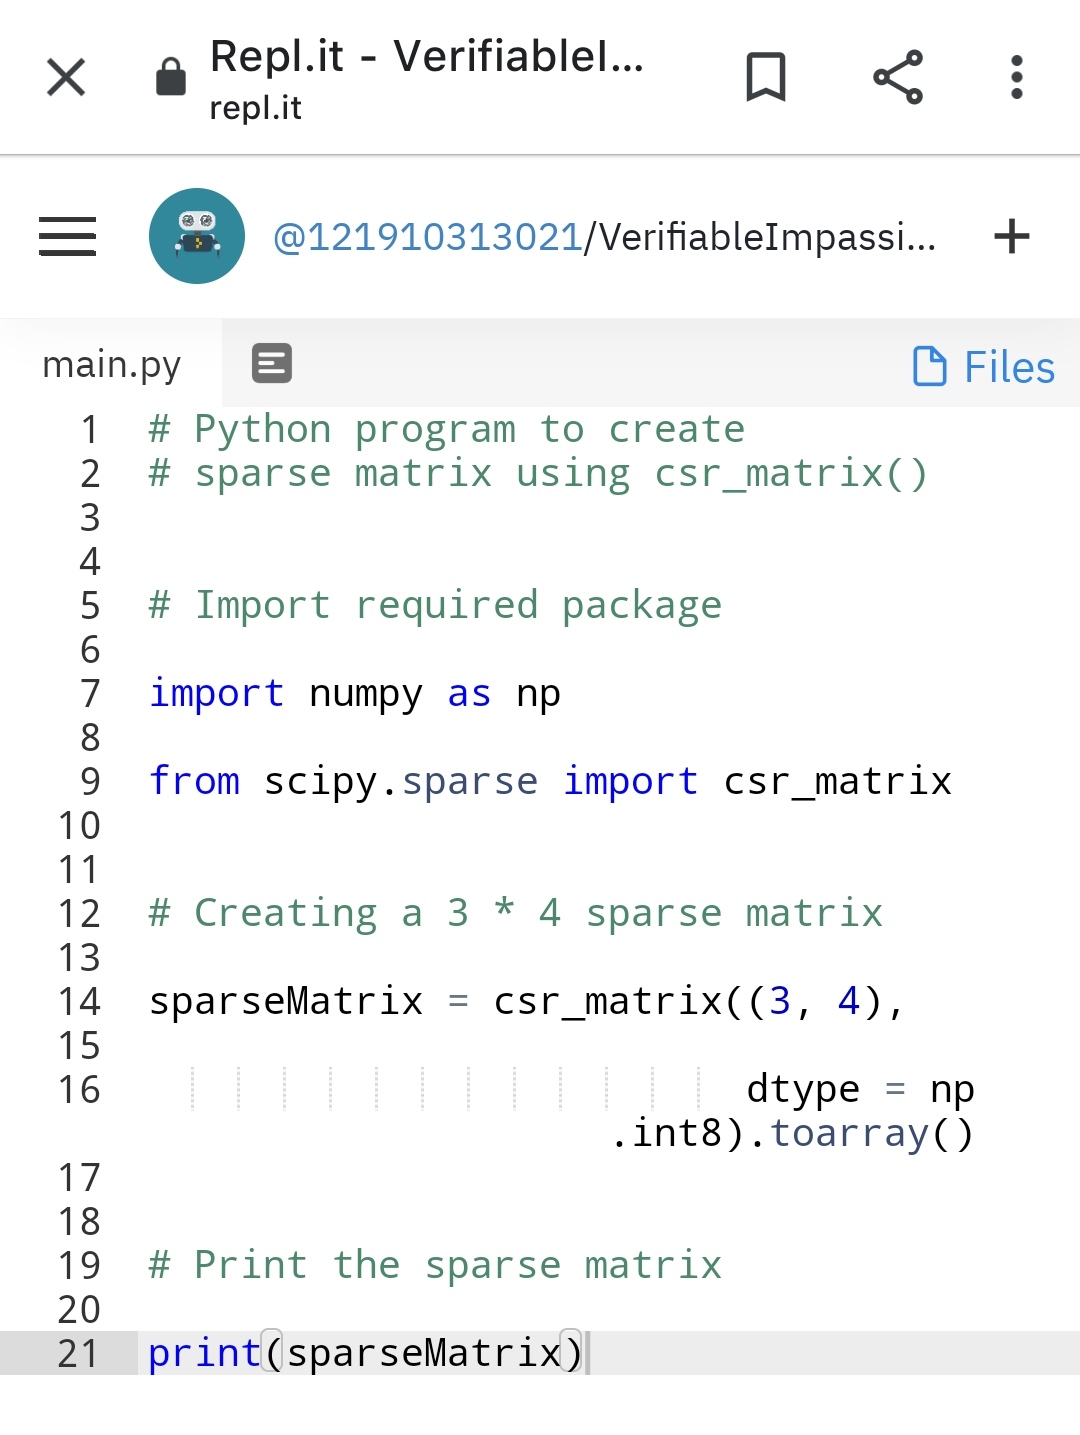 Repl.it - VerifiableI...
repl.it
@121910313021/VerifiableImpassi...
main.py
Files
1 # Python program to create
2 # sparse matrix using csr_matrix()
3
4
5 # Import required package
6
7 import numpy as np
8
9 from scipy.sparse import csr_matrix
10
11
12 # Creating a 3 * 4 sparse matrix
13
14 sparseMatrix = csr_matrix((3, 4),
15
16 dtype = np
.int8).toarray()
17
18
19 # Print the sparse matrix
20
21 print(sparseMatrix)